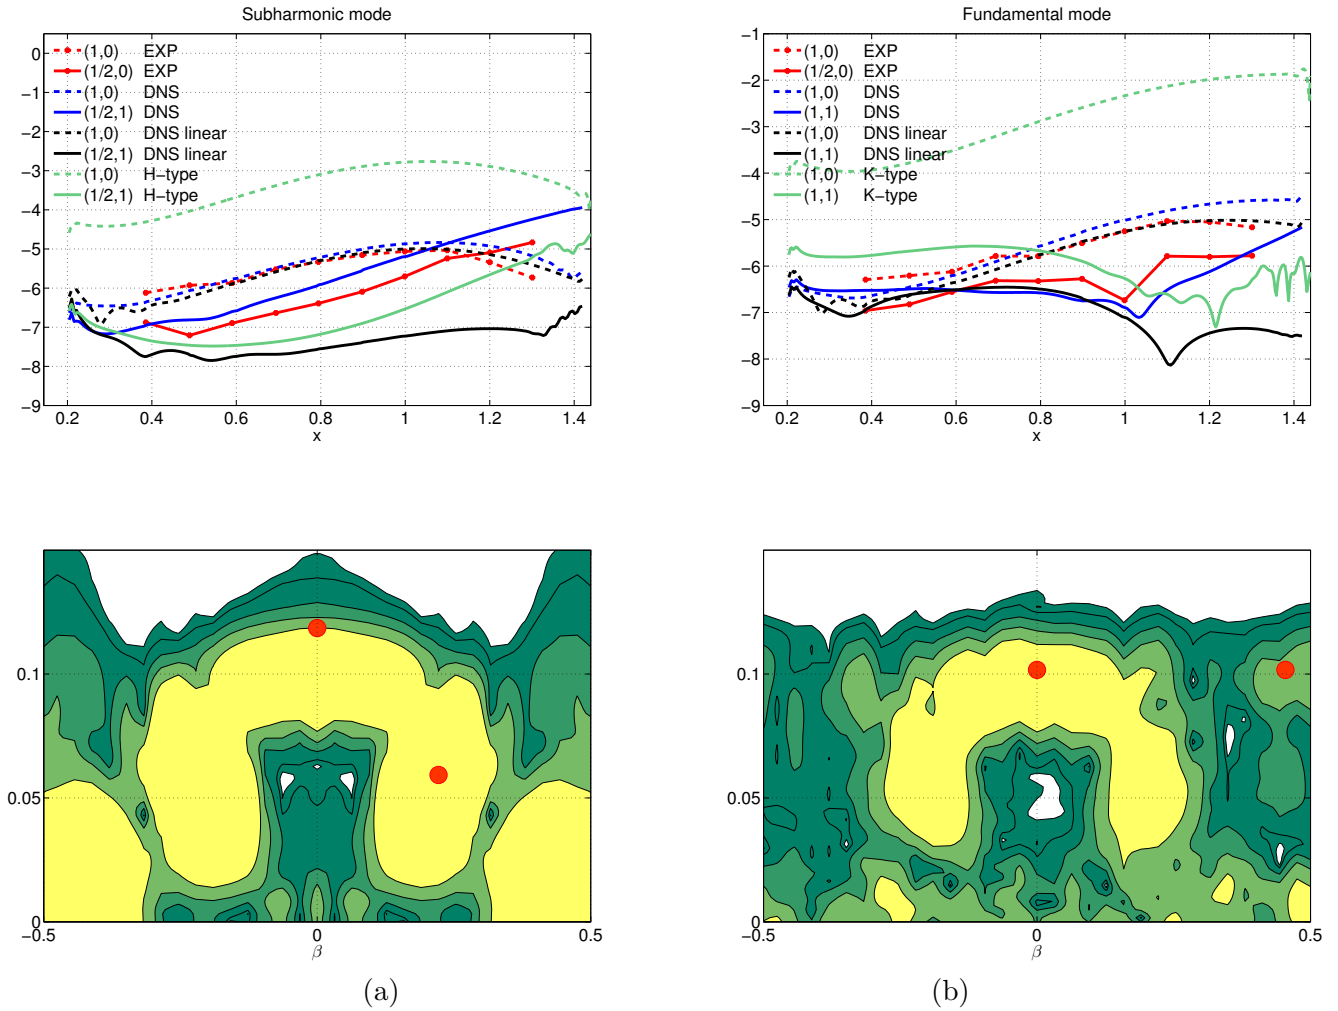 Subharmonic mode
0
−1
−2
−3
−4
−5
−6
−7
−8
−9
(1,0) EXP
(1/2,0) EXP
(1,0) DNS
(1/2,1) DNS
(1,0) DNS linear
(1/2,1) DNS linear
(1,0) H−type
(1/2,1) H−type
0.2 0.4 0.6 0.8 1 1.2 1.4
x
Fundamental mode
−1
−2
−3
−4
−5
−6
−7
−8
−9
(1,0) EXP
(1/2,0) EXP
(1,0) DNS
(1,1) DNS
(1,0) DNS linear
(1,1) DNS linear
(1,0) K−type
(1,1) K−type
0.2 0.4 0.6 0.8 1 1.2 1.4
x
0.1
0.05
0
−0.5 0 0.5
β
(a)
0.1
0.05
0
−0.5 0 0.5
β
(b)